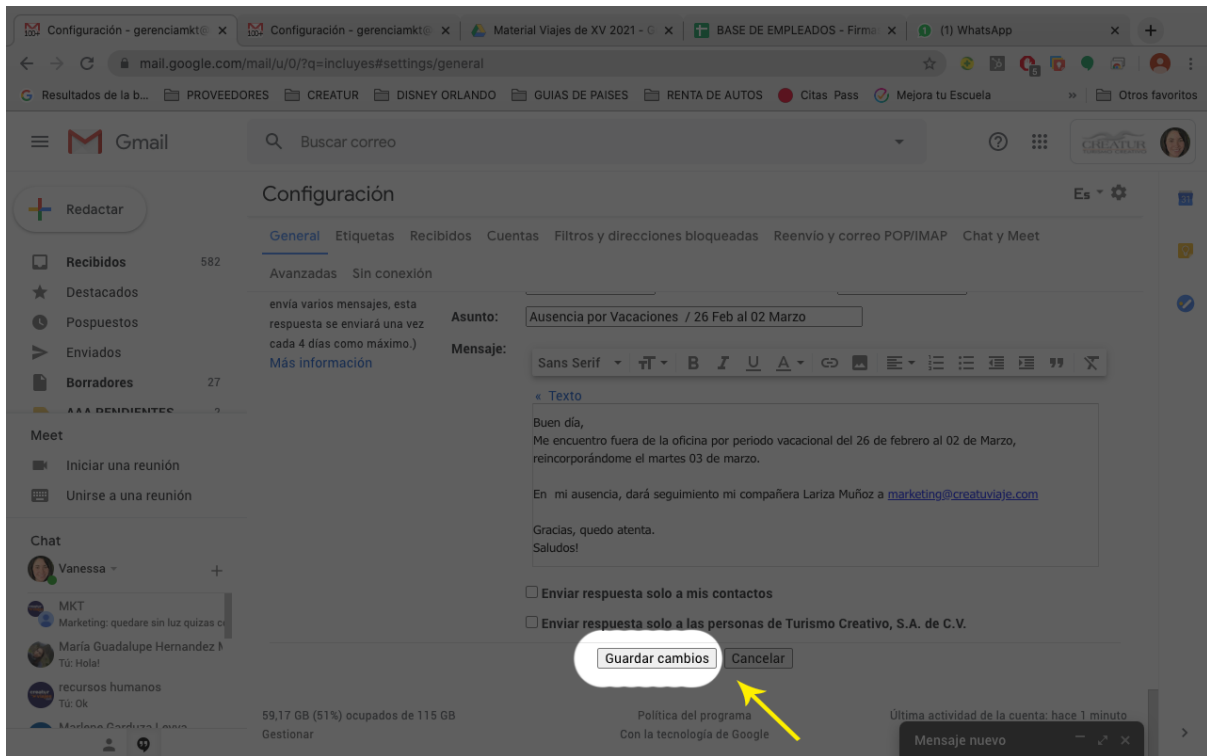 Configuración - gerenciamkt@
Configuración - gerenciamkt@
Material Viajes de XV 2021 - G
BASE DE EMPLEADOS - Firma
(1) WhatsApp
mail.google.com/mail/u/0/?q=incluyes#settings/general
Resultados de la b...
PROVEEDORES
CREATUR
DISNEY ORLANDO
GUIAS DE PAISES
RENTA DE AUTOS
Citas Pass
Mejora tu Escuela
»
Otros favoritos
Gmail
Buscar correo
CREATUR
Redactar
Configuración
Es
General Etiquetas Recibidos Cuentas Filtros y direcciones bloqueadas Reenvío y correo POP/IMAP Chat y Meet
Avanzadas Sin conexión
Recibidos 582
Destacados
Pospuestos
Enviados
Borradores 27
AAA PENDIENTES 2
Meet
Iniciar una reunión
Unirse a una reunión
Chat
Vanessa
MKT
Marketing: quedare sin luz quizas
María Guadalupe Hernandez
Tú: Hola!
recursos humanos
Tú: Ok
envía varios mensajes, esta
respuesta se enviará una vez
cada 4 días como máximo.)
Más información
Asunto: Ausencia por Vacaciones / 26 Feb al 02 Marzo
Mensaje:
Sans Serif
« Texto
Buen día,
Me encuentro fuera de la oficina por periodo vacacional del 26 de febrero al 02 de Marzo,
reincorporándome el martes 03 de marzo.
En mi ausencia, dará seguimiento mi compañera Lariza Muñoz a marketing@creatuviaje.com
Gracias, quedo atenta.
Saludos!
Enviar respuesta solo a mis contactos
Enviar respuesta solo a las personas de Turismo Creativo, S.A. de C.V.
Guardar cambios Cancelar
59,17 GB (51%) ocupados de 115 GB
Gestionar
Política del programa
Con la tecnología de Google
Última actividad de la cuenta: hace 1 minuto
Mensaje nuevo